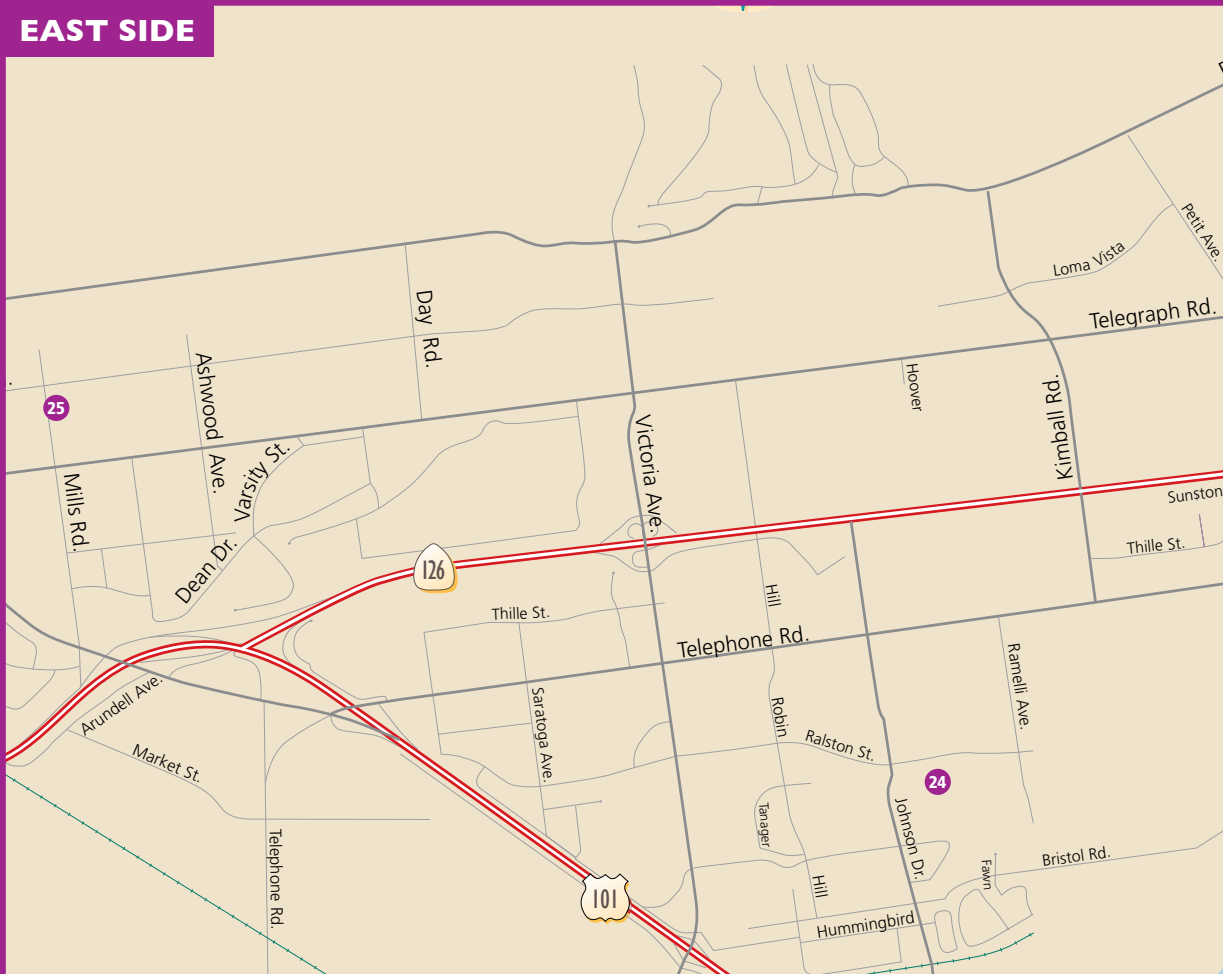 EAST SIDE
Petit Ave.
Loma Vista
Telegraph Rd.
Day Rd.
Ashwood Ave.
Hoover
Kimball Rd.
25
Victoria Ave.
Varsity St.
Mills Rd.
Sunston
Thille St.
Dean Dr.
126
Hill
Thille St.
Telephone Rd.
Ramelli Ave.
Arundell Ave.
Saratoga Ave.
Robin
Ralston St.
Market St.
24
Tanager
Johnson Dr.
Telephone Rd.
Bristol Rd.
Fawn
Hill
101
Hummingbird